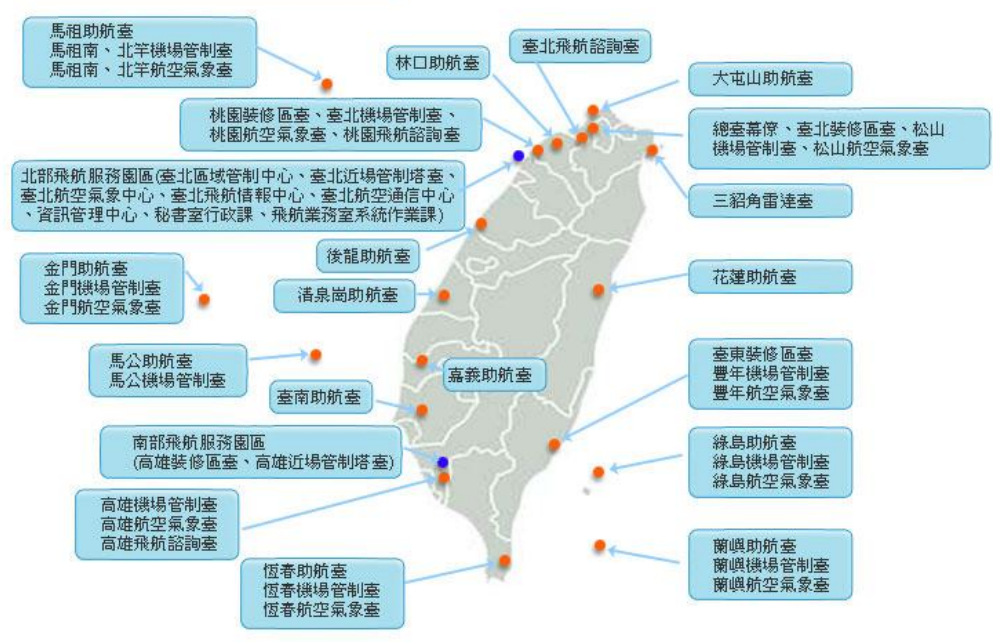 馬祖助航臺
馬祖南、北竿機場管制臺
馬祖南、北竿航空氣象臺
林口助航臺
臺北飛航諮詢臺
大屯山助航臺
桃園裝修區臺、臺北機場管制臺、
桃園航空氣象臺、桃園飛航諮詢臺
總臺幕僚、臺北裝修區臺、松山
機場管制臺、松山航空氣象臺
北部飛航服務園區(臺北區域管制中心、臺北近場管制塔臺、
臺北航空氣象中心、臺北飛航情報中心、臺北航空通信中心
、資訊管理中心、秘書室行政課、飛航業務室系統作業課)
三貂角雷達臺
後龍助航臺
金門助航臺
金門機場管制臺
金門航空氣象臺
清泉崗助航臺
花蓮助航臺
馬公助航臺
馬公機場管制臺
嘉義助航臺
臺東裝修區臺
豐年機場管制臺
豐年航空氣象臺
臺南助航臺
南部飛航服務園區
(高雄裝修區臺、高雄近場管制塔臺)
綠島助航臺
綠島機場管制臺
綠島航空氣象臺
高雄機場管制臺
高雄航空氣象臺
高雄飛航諮詢臺
蘭嶼助航臺
蘭嶼機場管制臺
蘭嶼航空氣象臺
恆春助航臺
恆春機場管制臺
恆春航空氣象臺